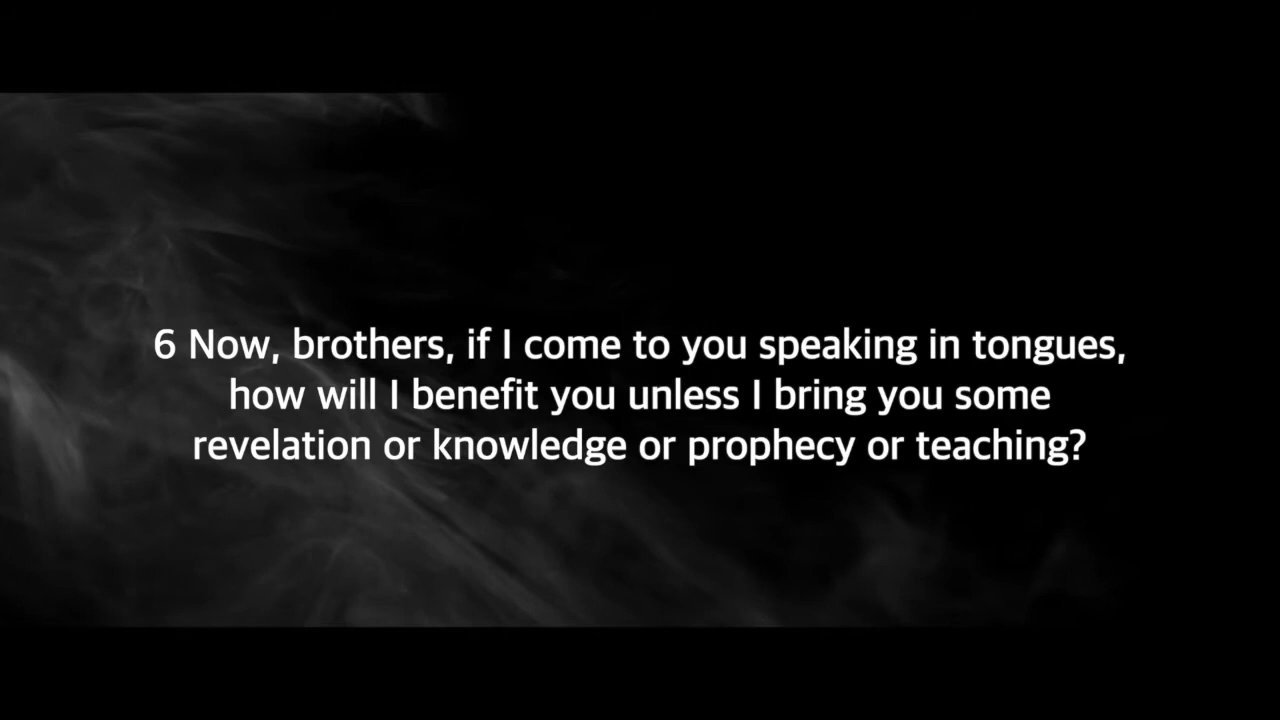 6 Now, brothers, if I come to you speaking in tongues,
how will I benefit you unless I bring you some
revelation or knowledge or prophecy or teaching?